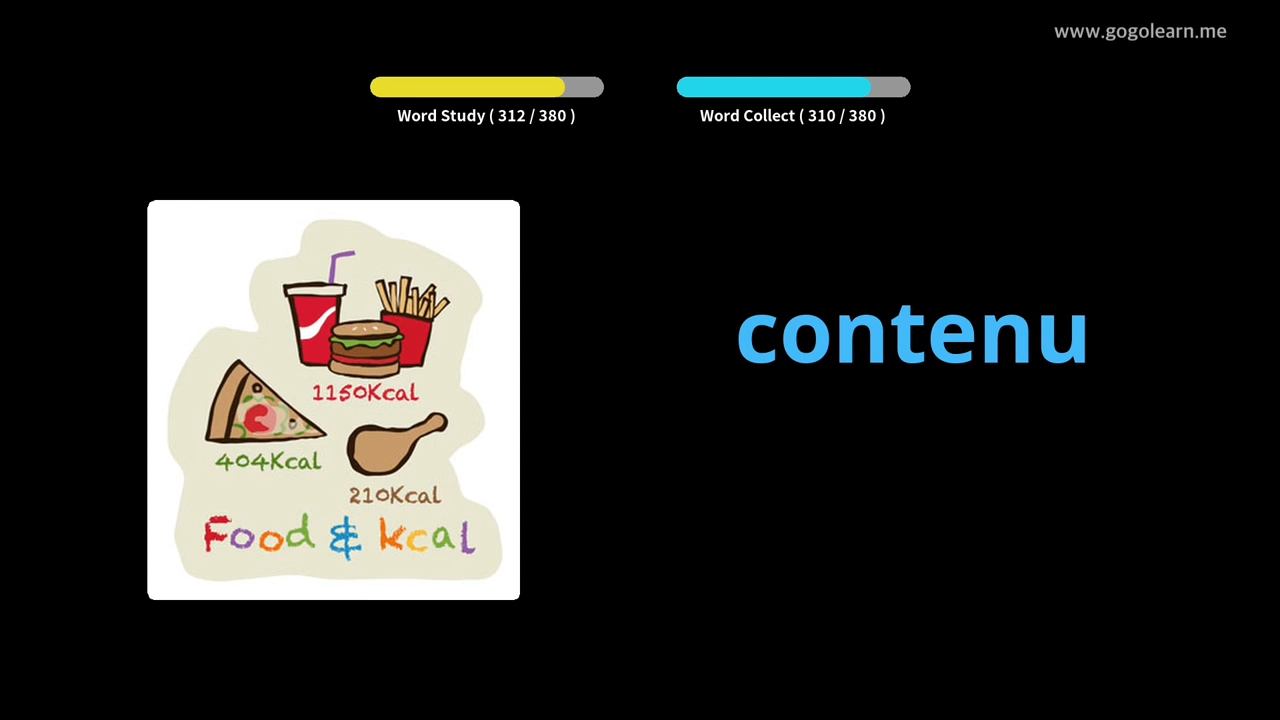 www.gogolearn.me
Word Study ( 312 / 380 )
Word Collect ( 310 / 380 )
contenu
1150Kcal
404Kcal
210Kcal
Food & kcal